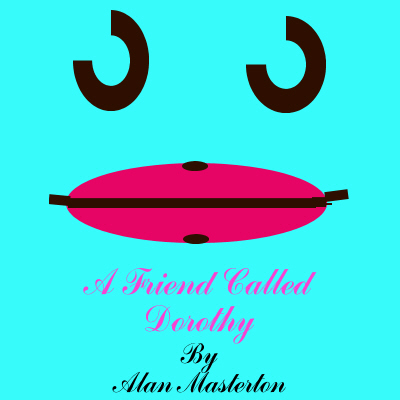 A Friend Called
Dorothy
By
Alan Masterton